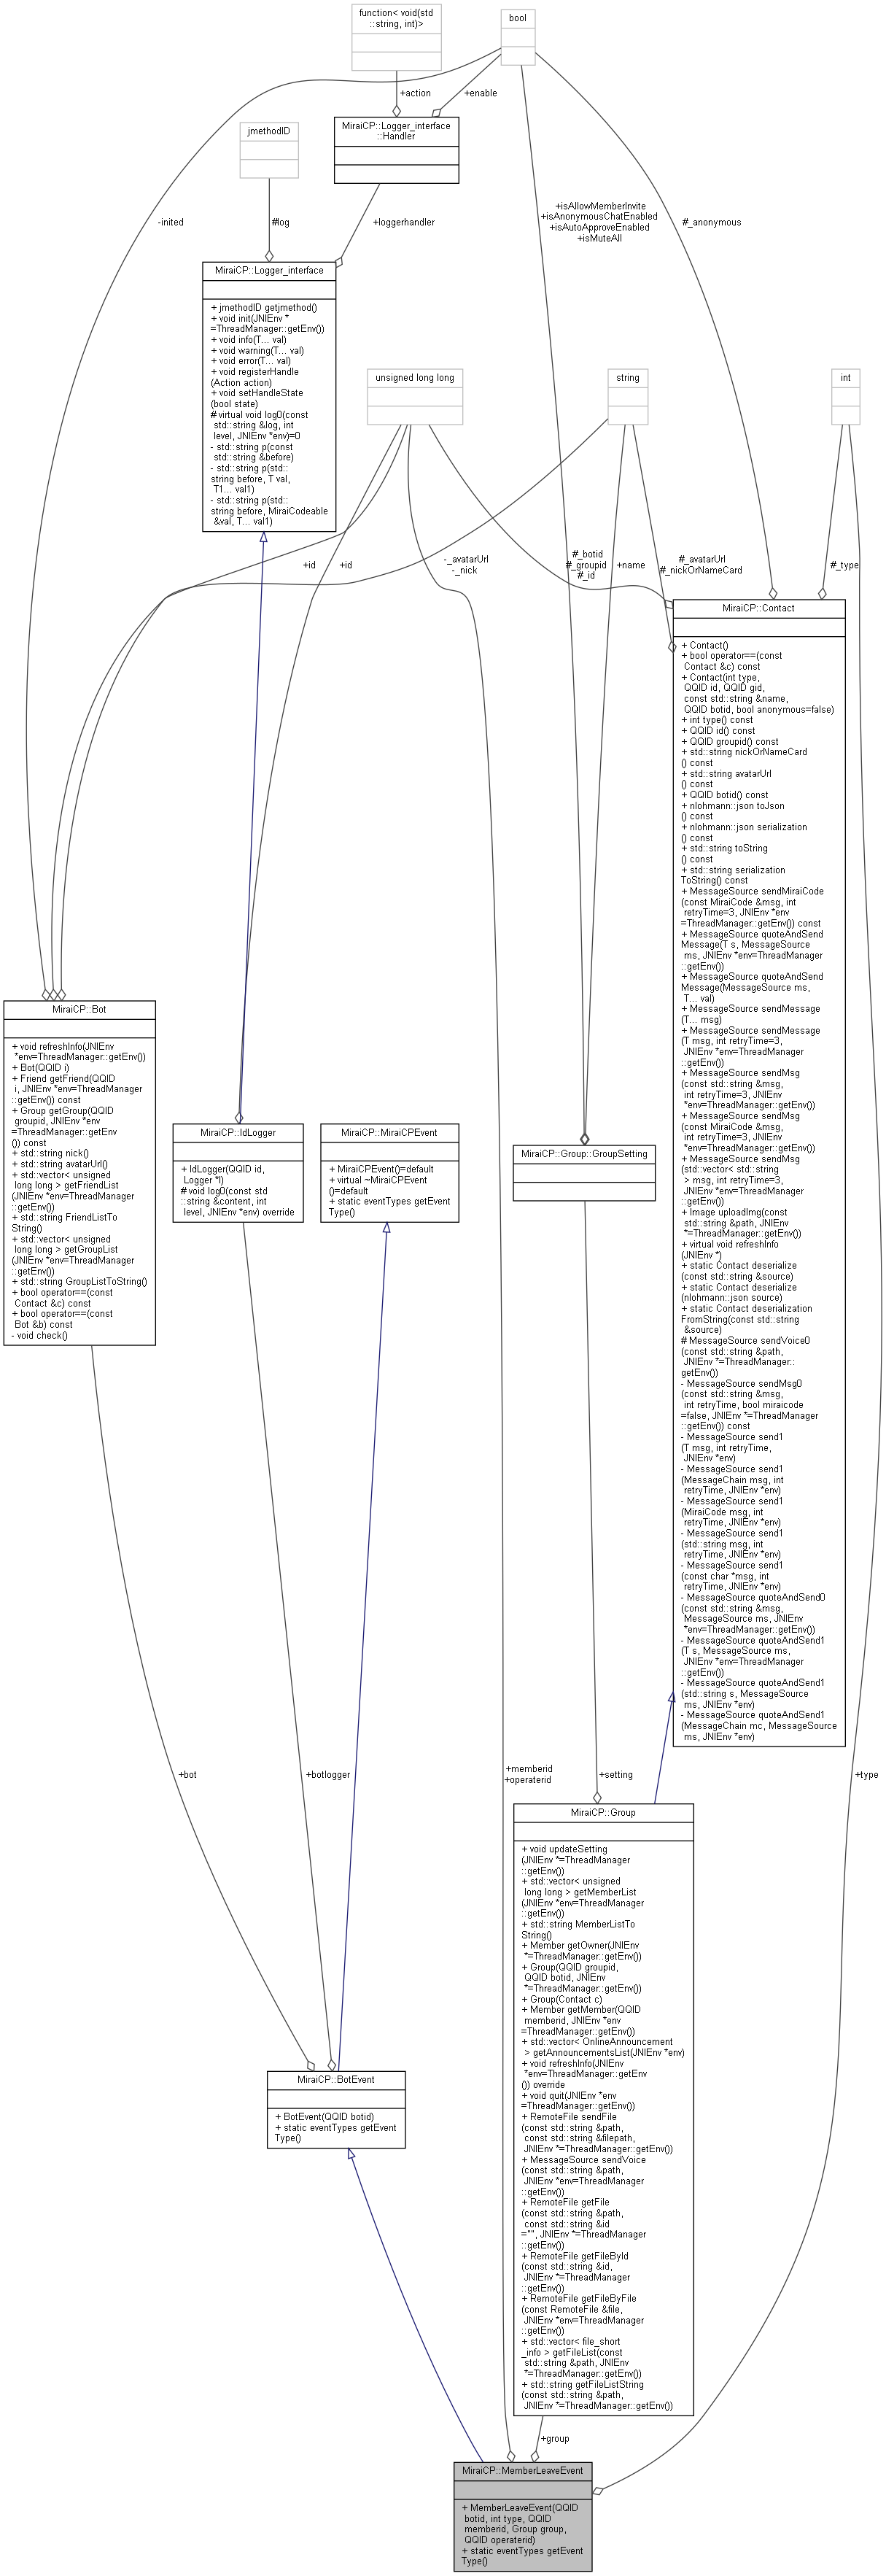 function< void(std
::string, int)>
bool
+action
+enable
MiraiCP::Logger_interface
::Handler
jmethodID
-inited
#log
+loggerhandler
+isAllowMemberInvite
+isAnonymousChatEnabled
+isAutoApproveEnabled
+isMuteAll
#_anonymous
MiraiCP::Logger_interface
+ jmethodID getjmethod()
+ void init(JNIEnv *
=ThreadManager::getEnv())
+ void info(T... val)
+ void warning(T... val)
+ void error(T... val)
+ void registerHandle
(Action action)
+ void setHandleState
(bool state)
# virtual void log0(const
std::string &log, int
level, JNIEnv *env)=0
- std::string p(const
std::string &before)
- std::string p(std::
string before, T val,
T1... val1)
- std::string p(std::
string before, MiraiCodeable
&val, T... val1)
unsigned long long
string
int
+id
+id
-_avatarUrl
-_nick
#_botid
#_groupid
#_id
+name
#_avatarUrl
#_nickOrNameCard
#_type
MiraiCP::Contact
+ Contact()
+ bool operator==(const
Contact &c) const
+ Contact(int type,
QQID id, QQID gid,
const std::string &name,
QQID botid, bool anonymous=false)
+ int type() const
+ QQID id() const
+ QQID groupid() const
+ std::string nickOrNameCard
() const
+ std::string avatarUrl
() const
+ QQID botid() const
+ nlohmann::json toJson
() const
+ nlohmann::json serialization
() const
+ std::string toString
() const
+ std::string serialization
ToString() const
+ MessageSource sendMiraiCode
(const MiraiCode &msg, int
retryTime=3, JNIEnv *env
=ThreadManager::getEnv()) const
+ MessageSource quoteAndSend
Message(T s, MessageSource
ms, JNIEnv *env=ThreadManager
::getEnv())
+ MessageSource quoteAndSend
Message(MessageSource ms,
T... val)
+ MessageSource sendMessage
(T... msg)
+ MessageSource sendMessage
(T msg, int retryTime=3,
JNIEnv *env=ThreadManager
::getEnv())
+ MessageSource sendMsg
(const std::string &msg,
int retryTime=3, JNIEnv
*env=ThreadManager::getEnv())
+ MessageSource sendMsg
(const MiraiCode &msg,
int retryTime=3, JNIEnv
*env=ThreadManager::getEnv())
+ MessageSource sendMsg
(std::vector< std::string
> msg, int retryTime=3,
JNIEnv *env=ThreadManager
::getEnv())
+ Image uploadImg(const
std::string &path, JNIEnv
*=ThreadManager::getEnv())
+ virtual void refreshInfo
(JNIEnv *)
+ static Contact deserialize
(const std::string &source)
+ static Contact deserialize
(nlohmann::json source)
+ static Contact deserialization
FromString(const std::string
&source)
# MessageSource sendVoice0
(const std::string &path,
JNIEnv *=ThreadManager::
getEnv())
- MessageSource sendMsg0
(const std::string &msg,
int retryTime, bool miraicode
=false, JNIEnv *=ThreadManager
::getEnv()) const
- MessageSource send1
(T msg, int retryTime,
JNIEnv *env)
- MessageSource send1
(MessageChain msg, int
retryTime, JNIEnv *env)
- MessageSource send1
(MiraiCode msg, int
retryTime, JNIEnv *env)
- MessageSource send1
(std::string msg, int
retryTime, JNIEnv *env)
- MessageSource send1
(const char *msg, int
retryTime, JNIEnv *env)
- MessageSource quoteAndSend0
(const std::string &msg,
MessageSource ms, JNIEnv
*env=ThreadManager::getEnv())
- MessageSource quoteAndSend1
(T s, MessageSource ms,
JNIEnv *env=ThreadManager
::getEnv())
- MessageSource quoteAndSend1
(std::string s, MessageSource
ms, JNIEnv *env)
- MessageSource quoteAndSend1
(MessageChain mc, MessageSource
ms, JNIEnv *env)
MiraiCP::Bot
+ void refreshInfo(JNIEnv
*env=ThreadManager::getEnv())
+ Bot(QQID i)
+ Friend getFriend(QQID
i, JNIEnv *env=ThreadManager
::getEnv()) const
+ Group getGroup(QQID
groupid, JNIEnv *env
=ThreadManager::getEnv
()) const
+ std::string nick()
+ std::string avatarUrl()
+ std::vector< unsigned
long long > getFriendList
(JNIEnv *env=ThreadManager
::getEnv())
+ std::string FriendListTo
String()
+ std::vector< unsigned
long long > getGroupList
(JNIEnv *env=ThreadManager
::getEnv())
+ std::string GroupListToString()
+ bool operator==(const
Contact &c) const
+ bool operator==(const
Bot &b) const
- void check()
MiraiCP::IdLogger
+ IdLogger(QQID id,
Logger *l)
# void log0(const std
::string &content, int
level, JNIEnv *env) override
MiraiCP::MiraiCPEvent
+ MiraiCPEvent()=default
+ virtual ~MiraiCPEvent
()=default
+ static eventTypes getEvent
Type()
MiraiCP::Group::GroupSetting
+bot
+botlogger
+memberid
+operaterid
+setting
+type
MiraiCP::Group
+ void updateSetting
(JNIEnv *=ThreadManager
::getEnv())
+ std::vector< unsigned
long long > getMemberList
(JNIEnv *env=ThreadManager
::getEnv())
+ std::string MemberListTo
String()
+ Member getOwner(JNIEnv
*=ThreadManager::getEnv())
+ Group(QQID groupid,
QQID botid, JNIEnv
*=ThreadManager::getEnv())
+ Group(Contact c)
+ Member getMember(QQID
memberid, JNIEnv *env
=ThreadManager::getEnv())
+ std::vector< OnlineAnnouncement
> getAnnouncementsList(JNIEnv *env)
+ void refreshInfo(JNIEnv
*env=ThreadManager::getEnv
()) override
+ void quit(JNIEnv *env
=ThreadManager::getEnv())
+ RemoteFile sendFile
(const std::string &path,
const std::string &filepath,
JNIEnv *=ThreadManager::getEnv())
+ MessageSource sendVoice
(const std::string &path,
JNIEnv *env=ThreadManager
::getEnv())
+ RemoteFile getFile
(const std::string &path,
const std::string &id
="", JNIEnv *=ThreadManager
::getEnv())
+ RemoteFile getFileById
(const std::string &id,
JNIEnv *=ThreadManager
::getEnv())
+ RemoteFile getFileByFile
(const RemoteFile &file,
JNIEnv *env=ThreadManager
::getEnv())
+ std::vector< file_short
_info > getFileList(const
std::string &path, JNIEnv
*=ThreadManager::getEnv())
+ std::string getFileListString
(const std::string &path,
JNIEnv *=ThreadManager::getEnv())
MiraiCP::BotEvent
+ BotEvent(QQID botid)
+ static eventTypes getEvent
Type()
+group
MiraiCP::MemberLeaveEvent
+ MemberLeaveEvent(QQID
botid, int type, QQID
memberid, Group group,
QQID operaterid)
+ static eventTypes getEvent
Type()